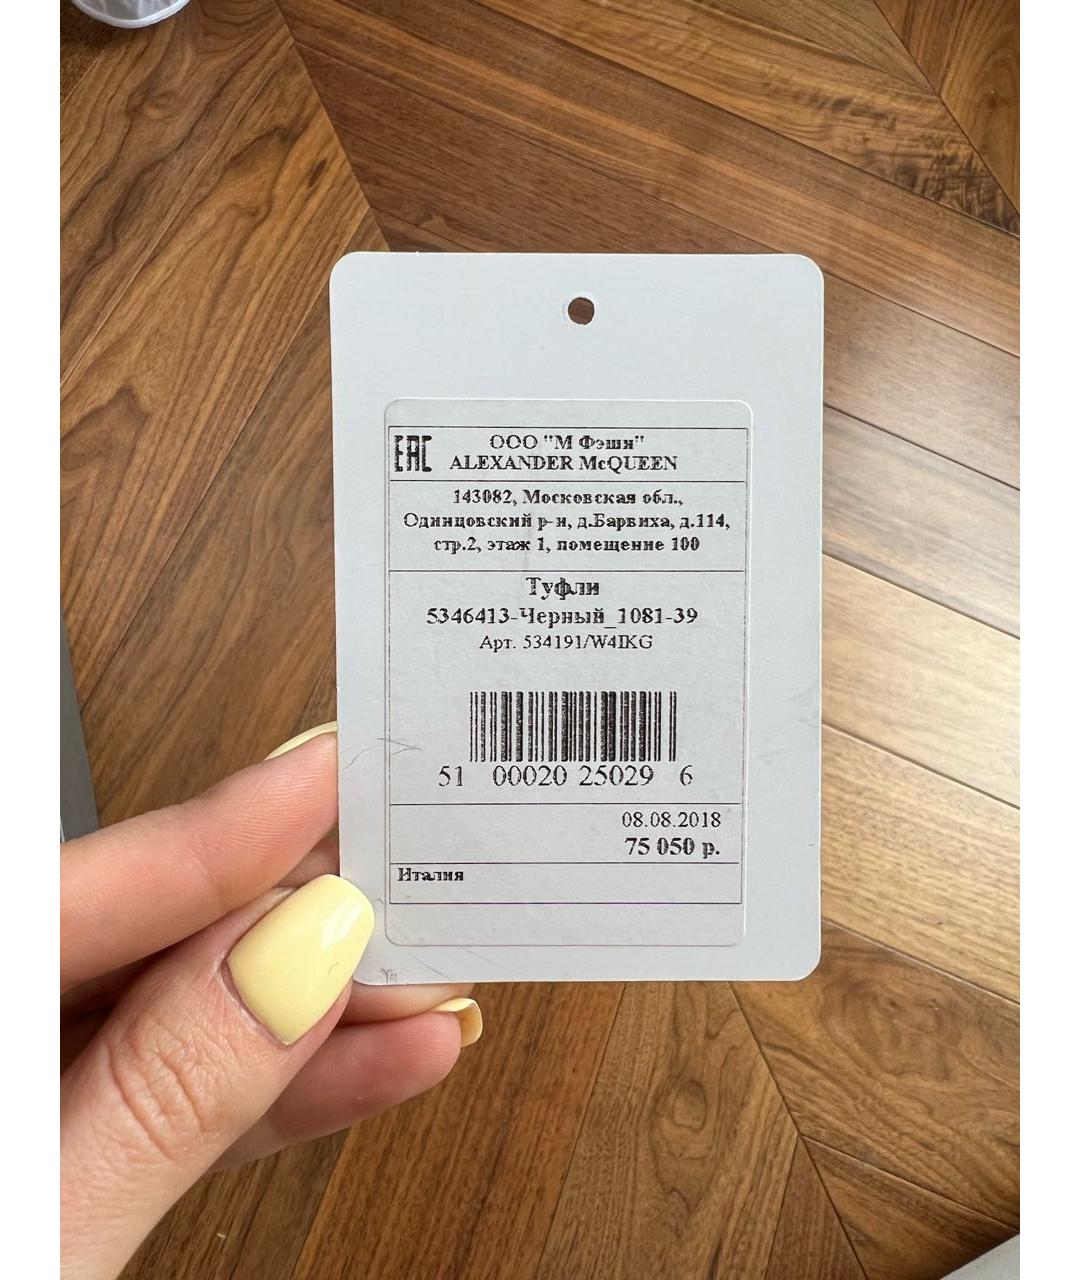 EAC
ООО "М Фэшн"
ALEXANDER McQUEEN
143082, Московская обл.,
Одинцовский р-н, д.Барвиха, д.114,
стр.2, этаж 1, помещение 100
Туфли
5346413-Черный_1081-39
Арт. 534191/W4IKG
51 00020 25029 6
08.08.2018
75 050 р.
Италия